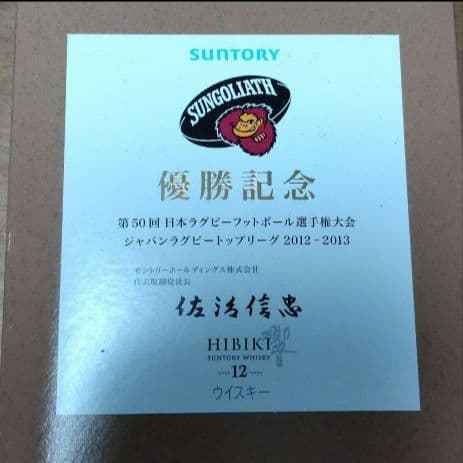 SUNTORY
SUNGOLIATH
優勝記念
第50回 日本ラグビーフットボール選手権大会
ジャパンラグビートップリーグ 2012-2013
サントリーホールディングス株式会社
代表取締役社長
佐治信忠
HIBIKI
響
SUNTORY WHISKY
12
ウイスキー